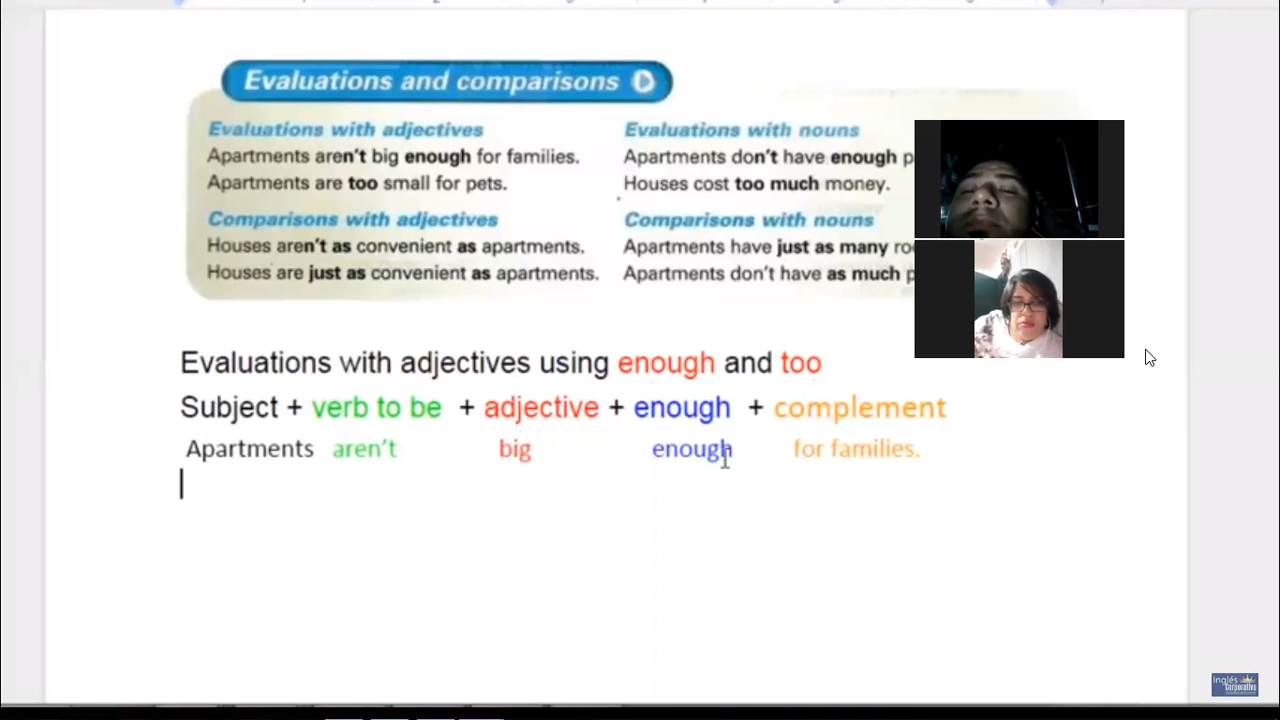 Evaluations and comparisons
Evaluations with adjectives
Apartments aren't big enough for families.
Apartments are too small for pets.
Comparisons with adjectives
Houses aren't as convenient as apartments.
Houses are just as convenient as apartments.
Evaluations with nouns
Apartments don't have enough p
Houses cost too much money.
Comparisons with nouns
Apartments have just as many ro
Apartments don't have as much p
Evaluations with adjectives using enough and too
Subject + verb to be + adjective + enough + complement
Apartments aren't big enough for families.
Inglés
Corporativo